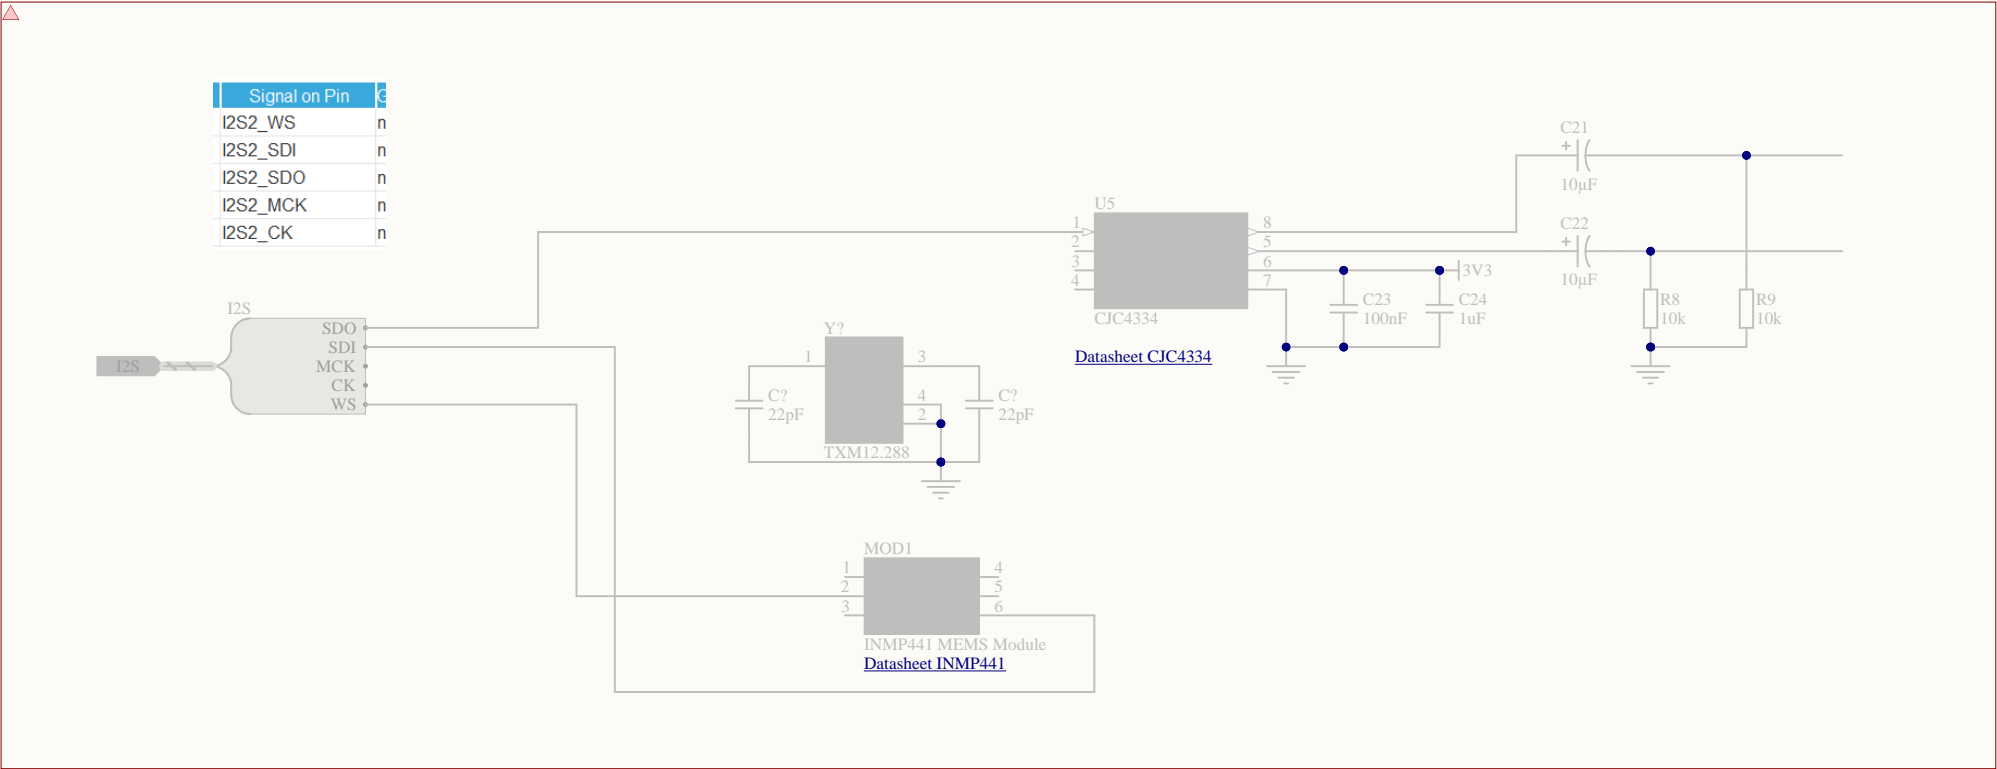 Signal on Pin G
I2S2_WS n
I2S2_SDI n
I2S2_SDO n
I2S2_MCK n
I2S2_CK n
I2S
I2S
SDO
SDI
MCK
CK
WS
Y?
1
3
4
2
C?
22pF
C?
22pF
TXM12.288
MOD1
1
2
3
4
5
6
INMP441 MEMS Module
Datasheet INMP441
U5
1
2
3
4
8
5
6
7
CJC4334
Datasheet CJC4334
C21
+
10µF
C22
+
10µF
3V3
C23
100nF
C24
1uF
R8
10k
R9
10k